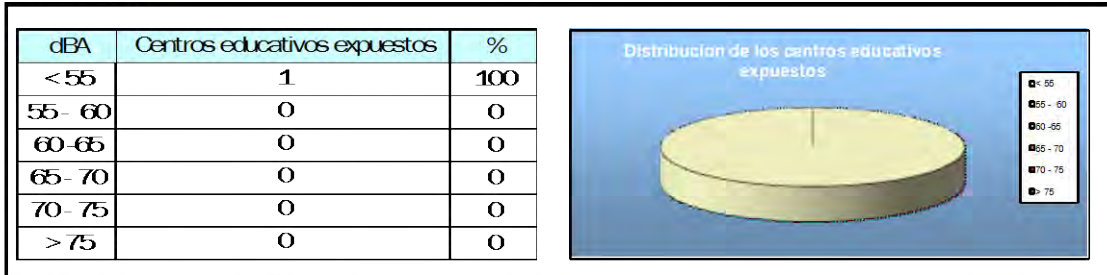 dBA Centros educativos expuestos %
< 55 1 100
55 - 60 0 0
60 -65 0 0
65 - 70 0 0
70 - 75 0 0
> 75 0 0
Distribucion de los centros educativos
expuestos
< 55
55 - 60
60 -65
65 - 70
70 - 75
> 75